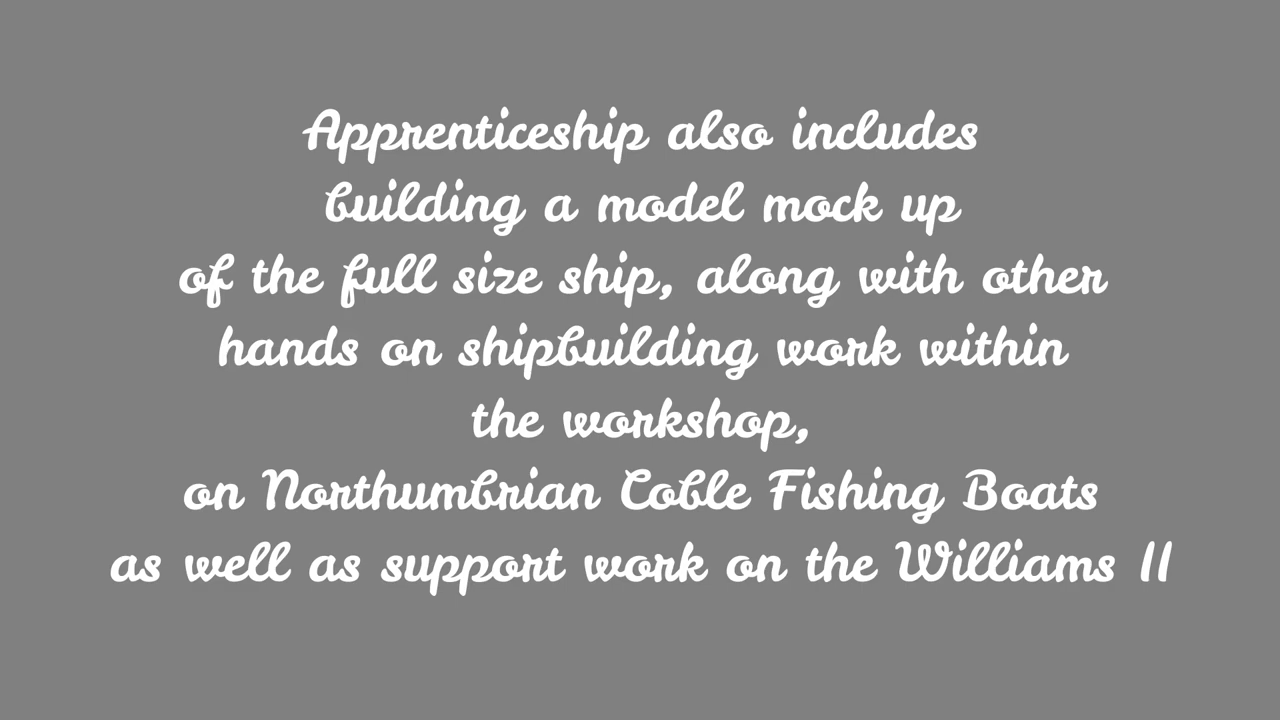 Apprenticeship also includes
building a model mock up
of the full size ship, along with other
hands on shipbuilding work within
the workshop,
on Northumbrian Coble Fishing Boats
as well as support work on the Williams II